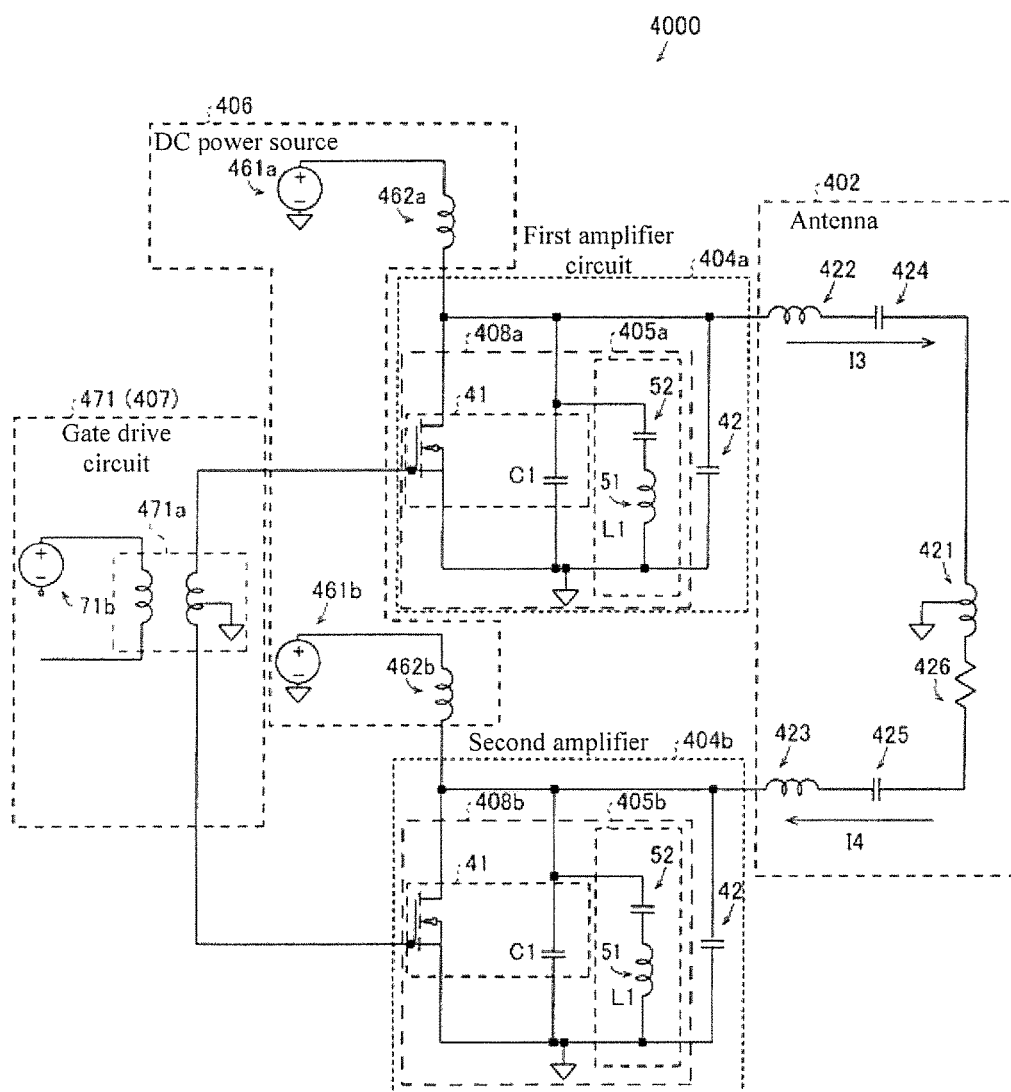 4000
406
DC power source
461a
462a
402
Antenna
First amplifier
circuit
404a
422
424
408a
405a
I3
471 (407)
41
52
Gate drive
circuit
42
C1
51
L1
471a
421
71b
461b
462b
426
Second amplifier
404b
423
425
408b
405b
I4
41
52
42
C1
51
L1